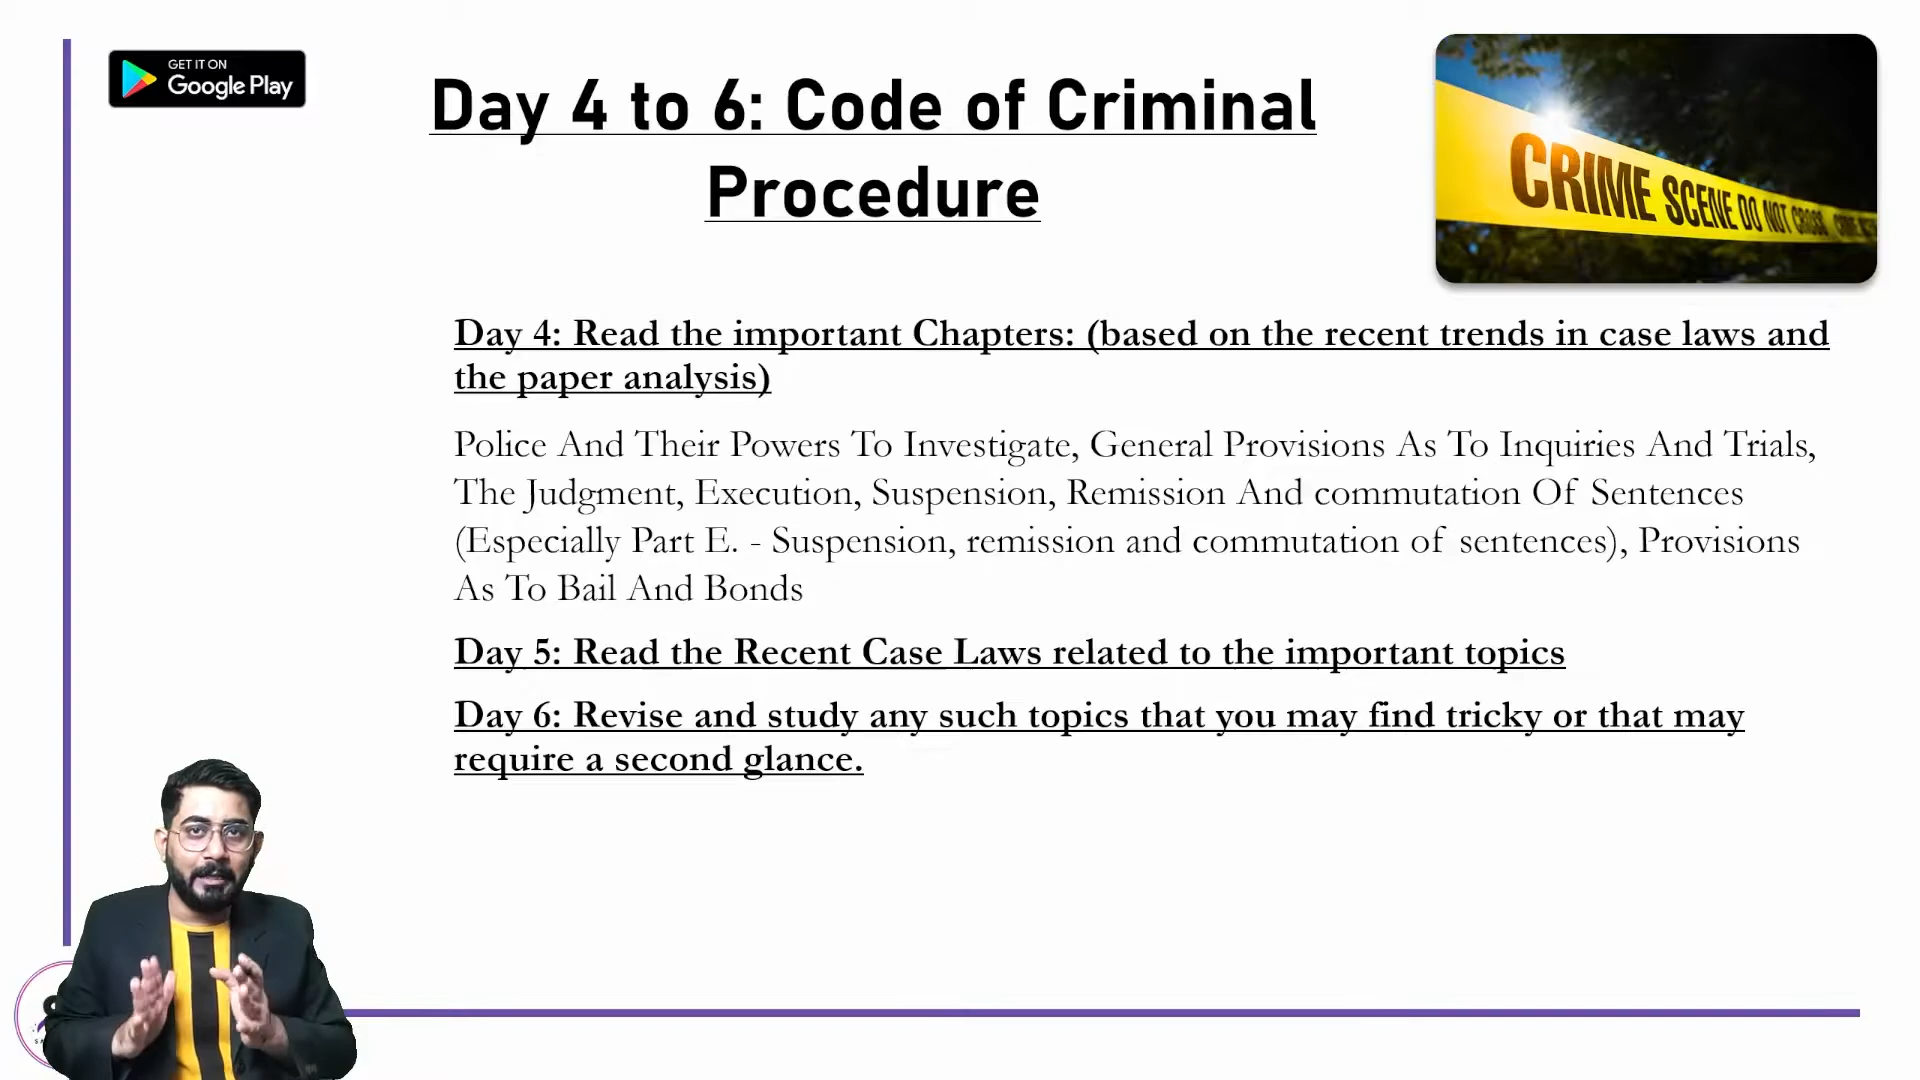 GET IT ON
Google Play
Day 4 to 6: Code of Criminal
Procedure
CRIME SCENE DO NOT CROSS CRIME
Day 4: Read the important Chapters: (based on the recent trends in case laws and
the paper analysis)
Police And Their Powers To Investigate, General Provisions As To Inquiries And Trials,
The Judgment, Execution, Suspension, Remission And commutation Of Sentences
(Especially Part E. - Suspension, remission and commutation of sentences), Provisions
As To Bail And Bonds
Day 5: Read the Recent Case Laws related to the important topics
Day 6: Revise and study any such topics that you may find tricky or that may
require a second glance.